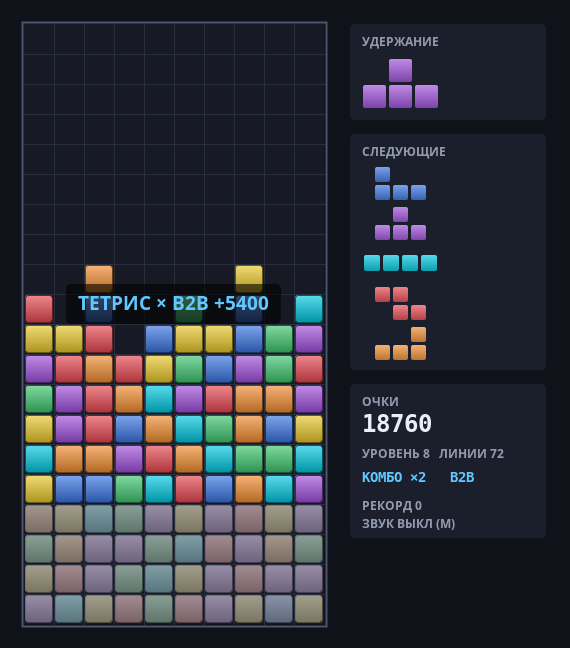 УДЕРЖАНИЕ
СЛЕДУЮЩИЕ
ТЕТРИС × B2B +5400
ОЧКИ
18760
УРОВЕНЬ 8 ЛИНИИ 72
КОМБО ×2 B2B
РЕКОРД 0
ЗВУК ВЫКЛ (M)